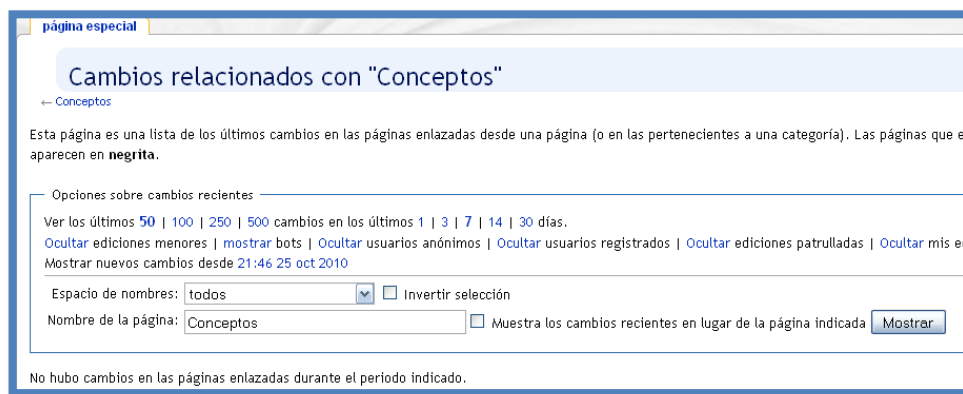 página especial
Cambios relacionados con "Conceptos"
← Conceptos
Esta página es una lista de los últimos cambios en las páginas enlazadas desde una página (o en las pertenecientes a una categoría). Las páginas que
aparecen en negrita.
Opciones sobre cambios recientes
Ver los últimos 50 | 100 | 250 | 500 cambios en los últimos 1 | 3 | 7 | 14 | 30 días.
Ocultar ediciones menores | mostrar bots | Ocultar usuarios anónimos | Ocultar usuarios registrados | Ocultar ediciones patrulladas | Ocultar mis
Mostrar nuevos cambios desde 21:46 25 oct 2010
Espacio de nombres: todos Invertir selección
Nombre de la página: Conceptos Muestra los cambios recientes en lugar de la página indicada Mostrar
No hubo cambios en las páginas enlazadas durante el periodo indicado.